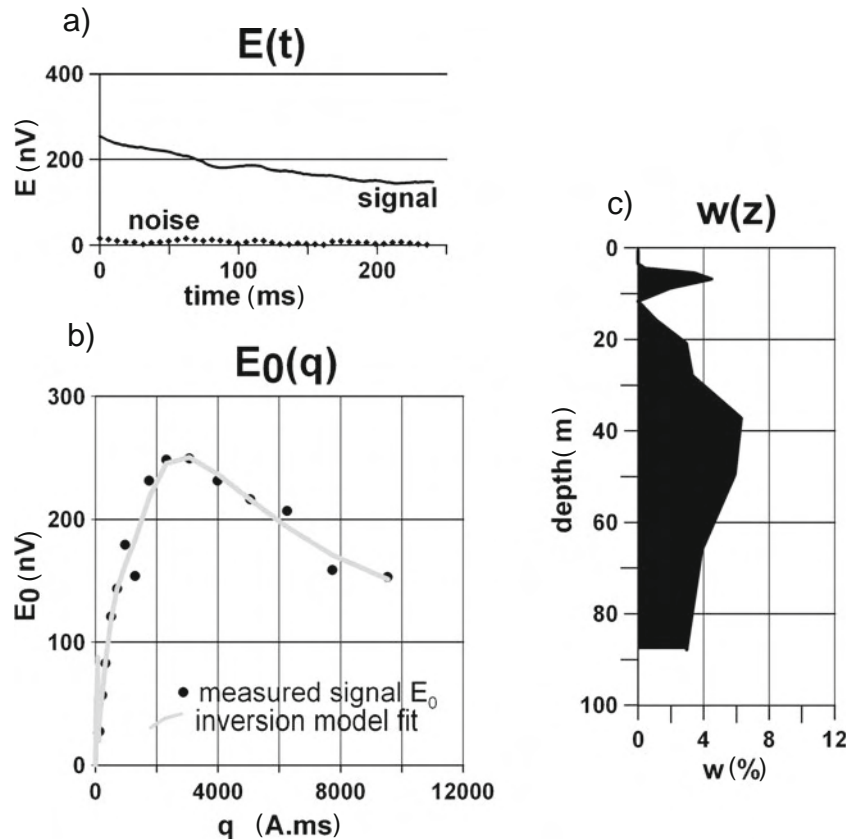 a)
E(t)
400
200
0
E (nV)
signal
noise
0 100 200
time (ms)
b)
E0(q)
300
200
100
0
E0 (nV)
measured signal E0
inversion model fit
0 4000 8000 12000
q (A.ms)
c)
w(z)
0
20
40
60
80
100
depth( m)
0 4 8 12
w (%)